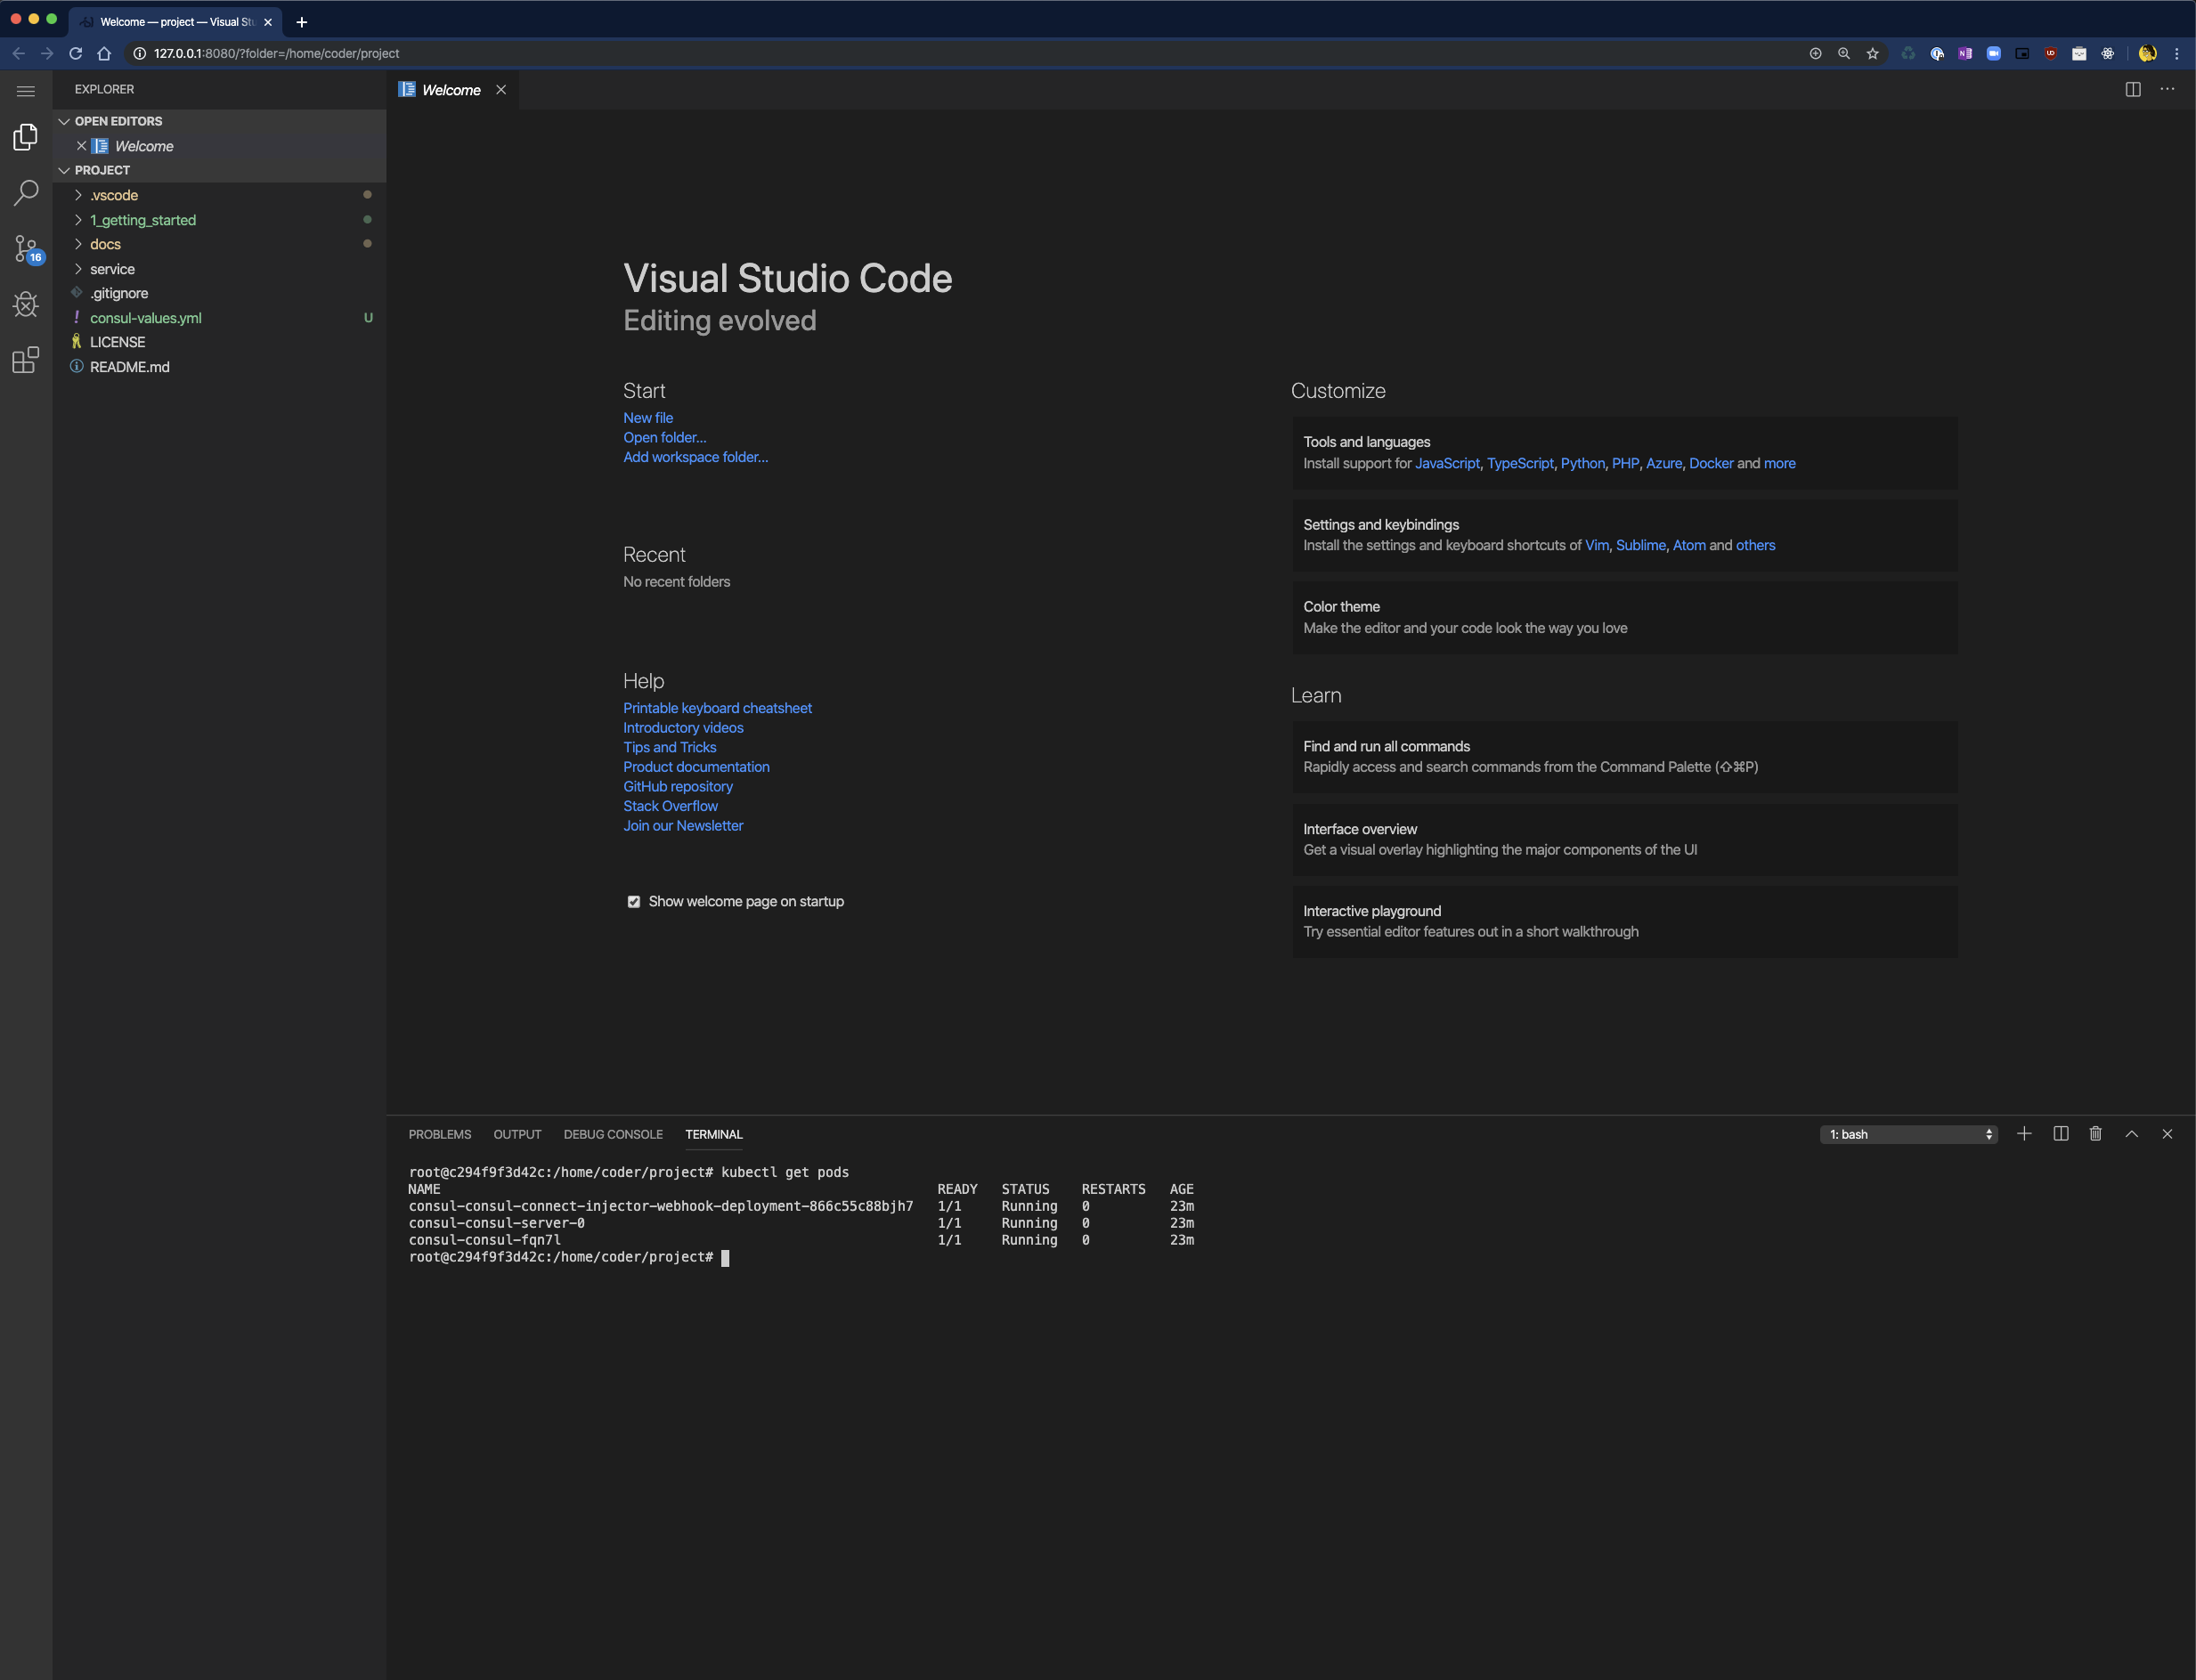 Welcome — project — Visual Stu
127.0.0.1:8080/?folder=/home/coder/project
EXPLORER
OPEN EDITORS
Welcome
PROJECT
.vscode
1_getting_started
docs
service
.gitignore
consul-values.yml U
LICENSE
README.md
16
Welcome
Visual Studio Code
Editing evolved
Start
New file
Open folder...
Add workspace folder...
Recent
No recent folders
Help
Printable keyboard cheatsheet
Introductory videos
Tips and Tricks
Product documentation
GitHub repository
Stack Overflow
Join our Newsletter
Show welcome page on startup
Customize
Tools and languages
Install support for JavaScript, TypeScript, Python, PHP, Azure, Docker and more
Settings and keybindings
Install the settings and keyboard shortcuts of Vim, Sublime, Atom and others
Color theme
Make the editor and your code look the way you love
Learn
Find and run all commands
Rapidly access and search commands from the Command Palette (⇧⌘P)
Interface overview
Get a visual overlay highlighting the major components of the UI
Interactive playground
Try essential editor features out in a short walkthrough
PROBLEMS OUTPUT DEBUG CONSOLE TERMINAL 1: bash
root@c294f9f3d42c:/home/coder/project# kubectl get pods
NAME READY STATUS RESTARTS AGE
consul-consul-connect-injector-webhook-deployment-866c55c88bjh7 1/1 Running 0 23m
consul-consul-server-0 1/1 Running 0 23m
consul-consul-fqn7l 1/1 Running 0 23m
root@c294f9f3d42c:/home/coder/project#